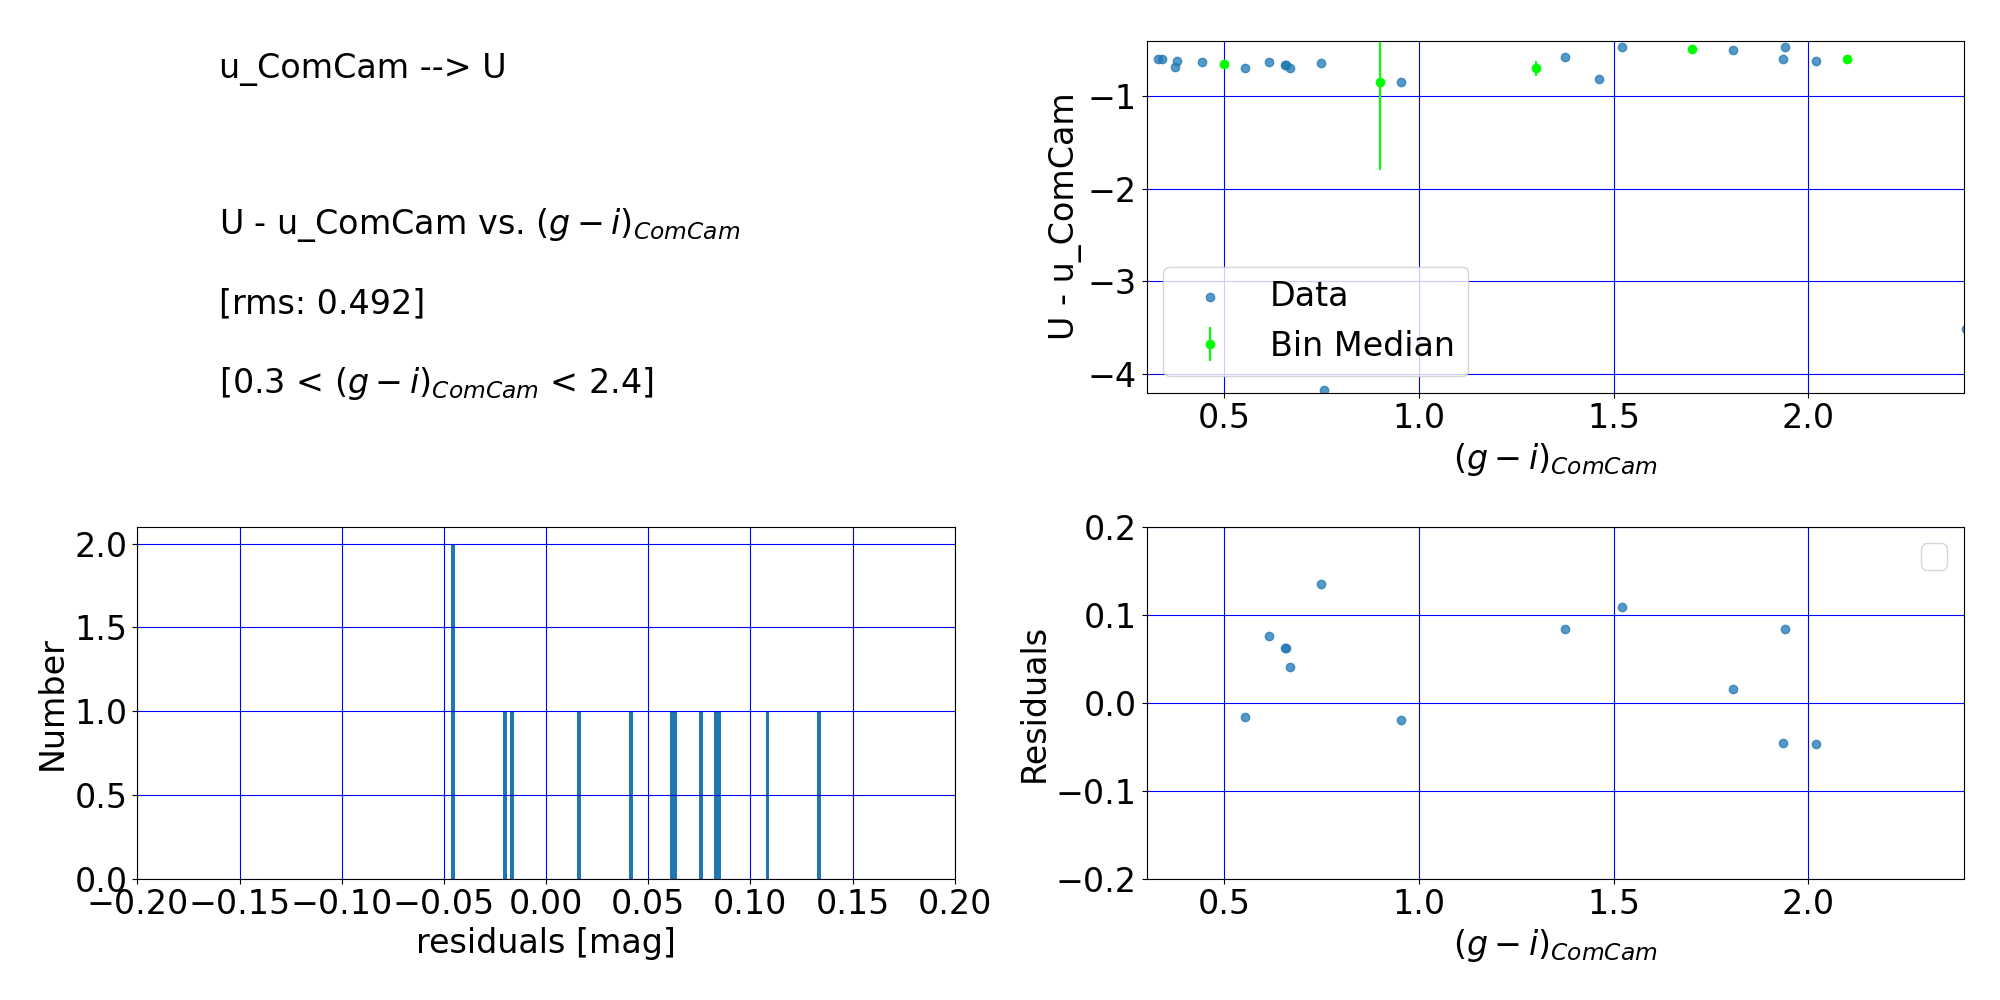 u_ComCam --> U
U - u_ComCam vs. (g − i)ComCam
[rms: 0.492]
[0.3 < (g − i)ComCam < 2.4]
U - u_ComCam
−1
−2
−3
−4
Data
Bin Median
0.5 1.0 1.5 2.0
(g − i)ComCam
Number
2.0
1.5
1.0
0.5
0.0
−0.20 −0.15 −0.10 −0.05 0.00 0.05 0.10 0.15 0.20
residuals [mag]
Residuals
0.2
0.1
0.0
−0.1
−0.2
0.5 1.0 1.5 2.0
(g − i)ComCam